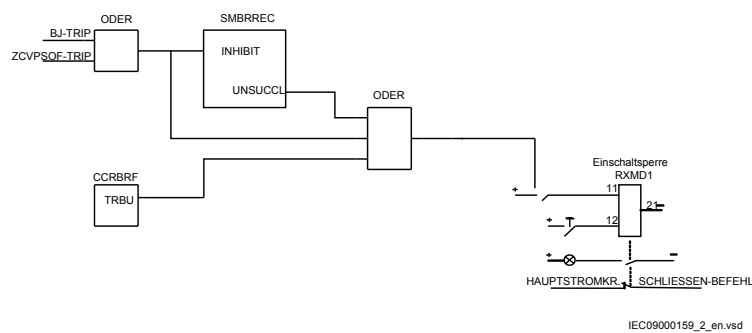 ODER
SMBRREC
BJ-TRIP
ZCVPSOF-TRIP
INHIBIT
UNSUCCL
ODER
CCRBRF
TRBU
Einschaltsperre
RXMD1
+
11
21
12
+
+
HAUPTSTROMKR.
SCHLIESSEN-BEFEHL
IEC09000159_2_en.vsd